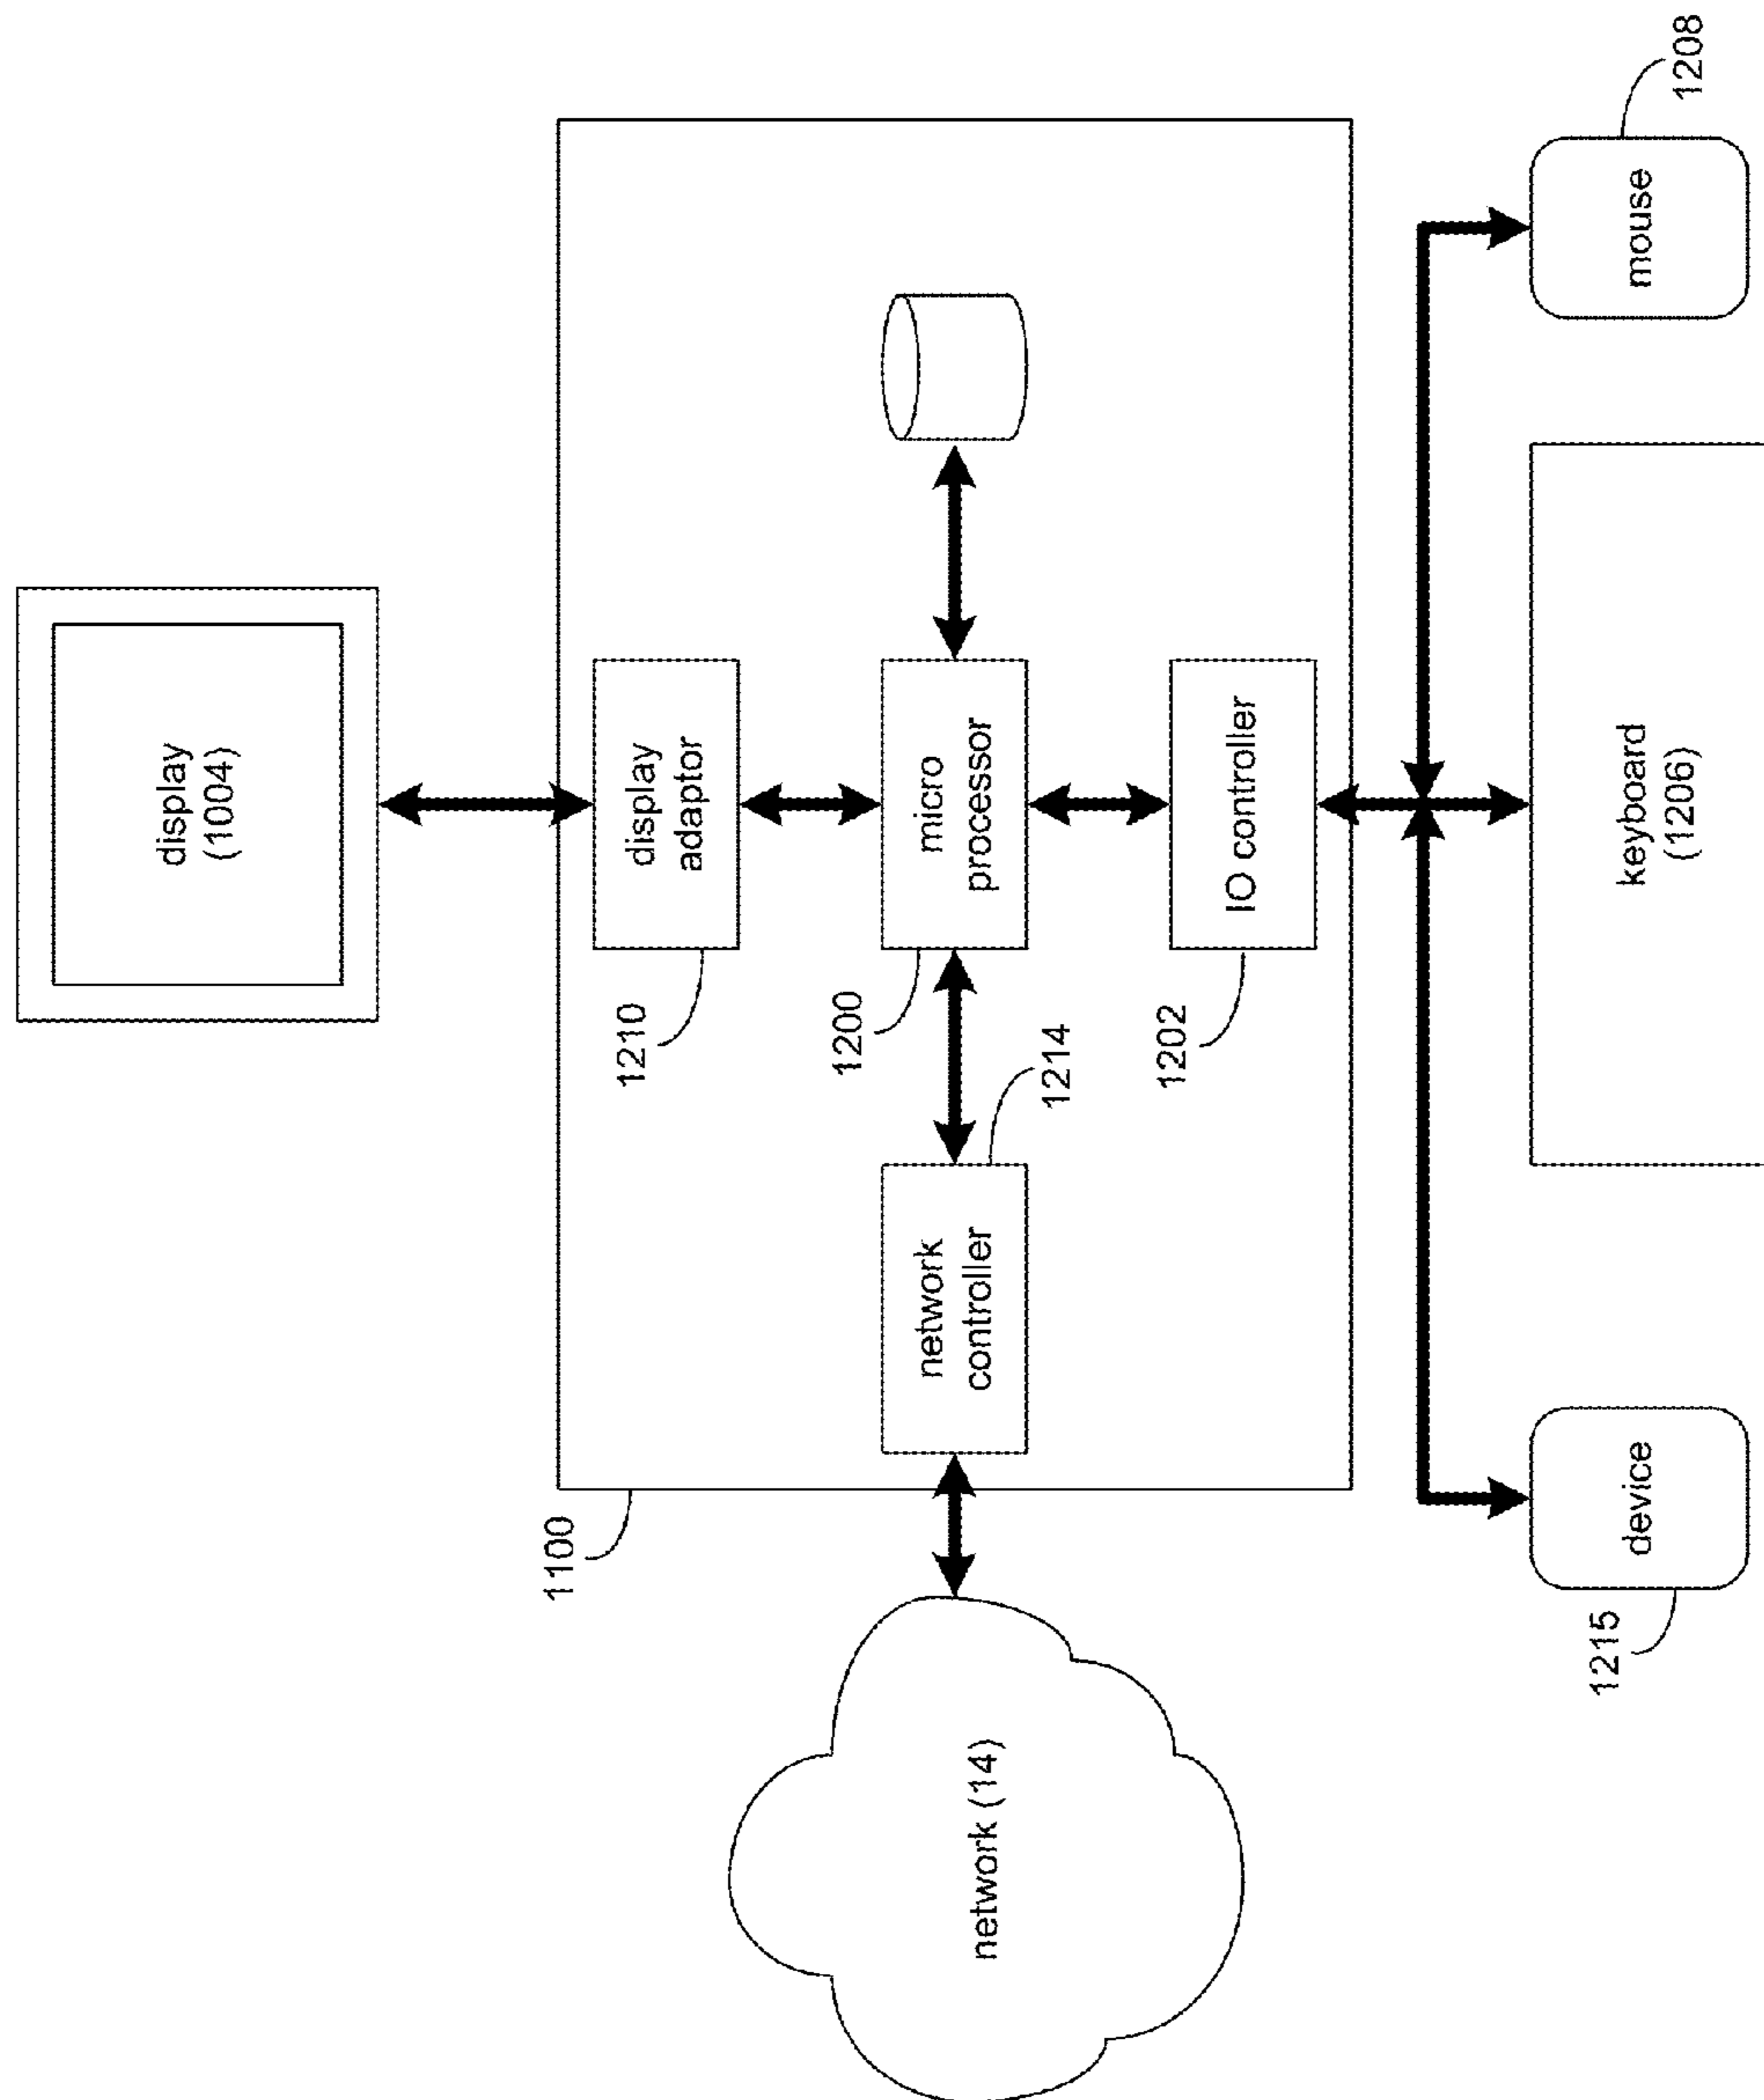 display
(1004)
display
adaptor
1210
micro
processor
1200
network
controller
1214
IO controller
1202
1100
network (14)
device
1215
keyboard
(1206)
mouse
1208